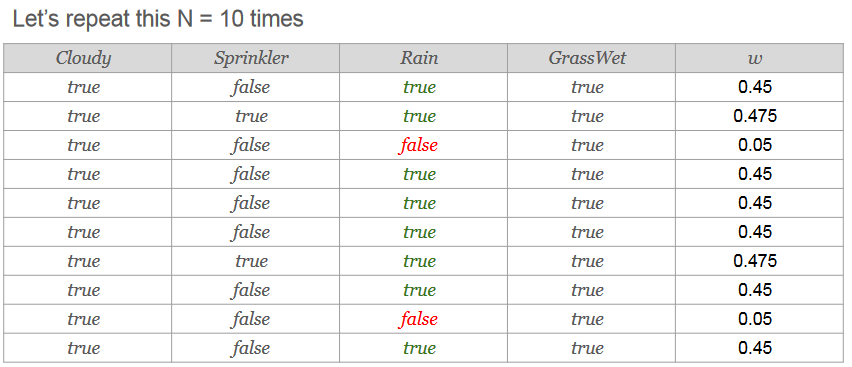 Let's repeat this N = 10 times
Cloudy Sprinkler Rain GrassWet w
true false true true 0.45
true true true true 0.475
true false false true 0.05
true false true true 0.45
true false true true 0.45
true false true true 0.45
true true true true 0.475
true false true true 0.45
true false false true 0.05
true false true true 0.45